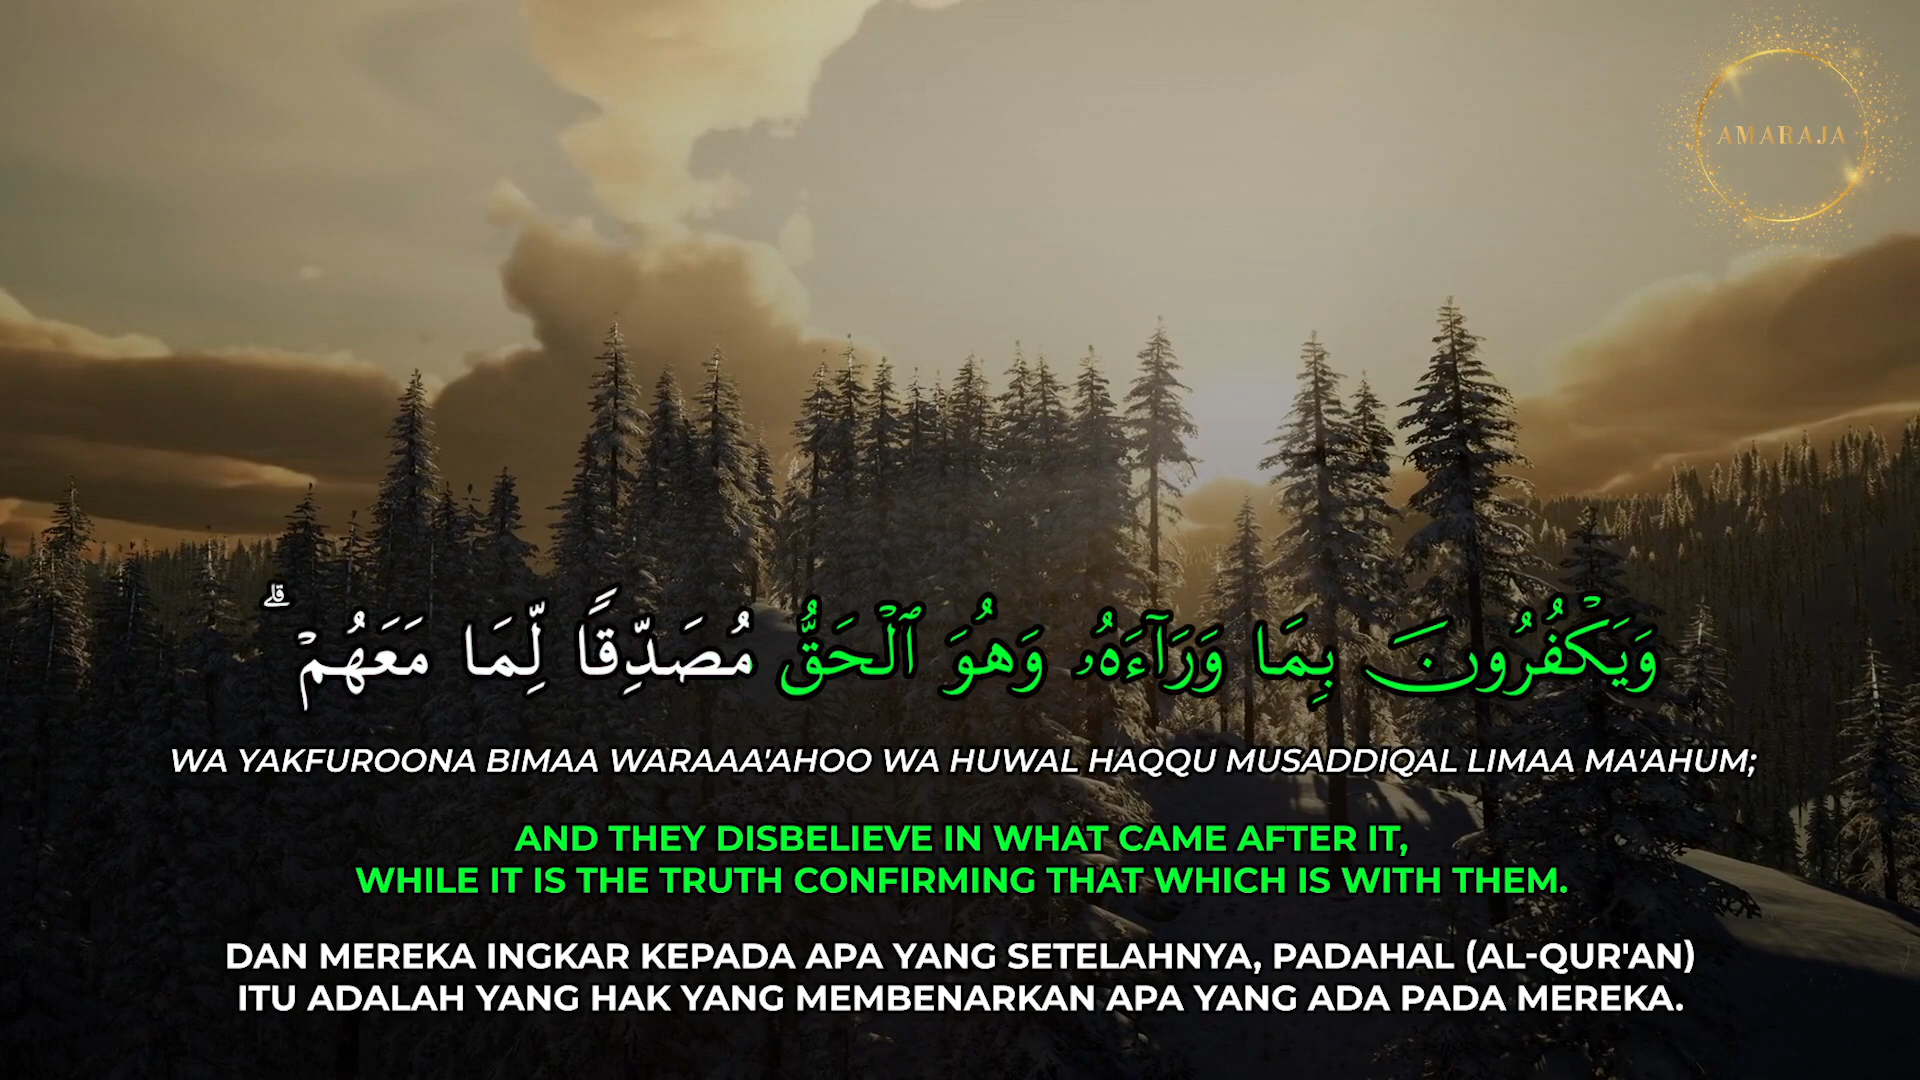 AMARAJA
وَيَكْفُرُونَ بِمَا وَرَآءَهُۥ وَهُوَ ٱلْحَقُّ مُصَدِّقًا لِّمَا مَعَهُمْ ۗ
WA YAKFUROONA BIMAA WARAAA'AHOO WA HUWAL HAQQU MUSADDIQAL LIMAA MA'AHUM;
AND THEY DISBELIEVE IN WHAT CAME AFTER IT,
WHILE IT IS THE TRUTH CONFIRMING THAT WHICH IS WITH THEM.
DAN MEREKA INGKAR KEPADA APA YANG SETELAHNYA, PADAHAL (AL-QUR'AN)
ITU ADALAH YANG HAK YANG MEMBENARKAN APA YANG ADA PADA MEREKA.